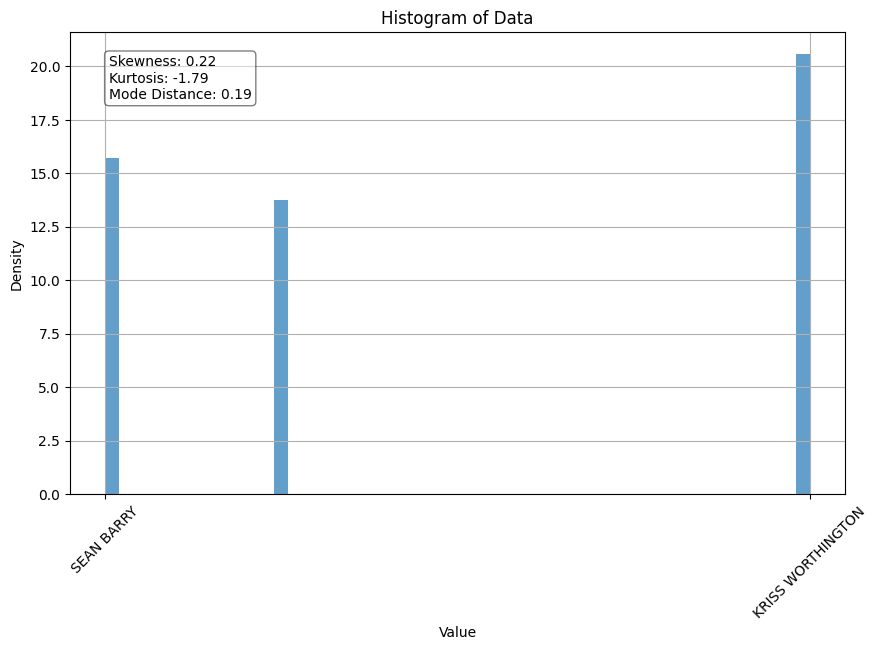 Histogram of Data
Skewness: 0.22
Kurtosis: -1.79
Mode Distance: 0.19
20.0
17.5
15.0
12.5
10.0
7.5
5.0
2.5
0.0
Density
SEAN BARRY
KRISS WORTHINGTON
Value